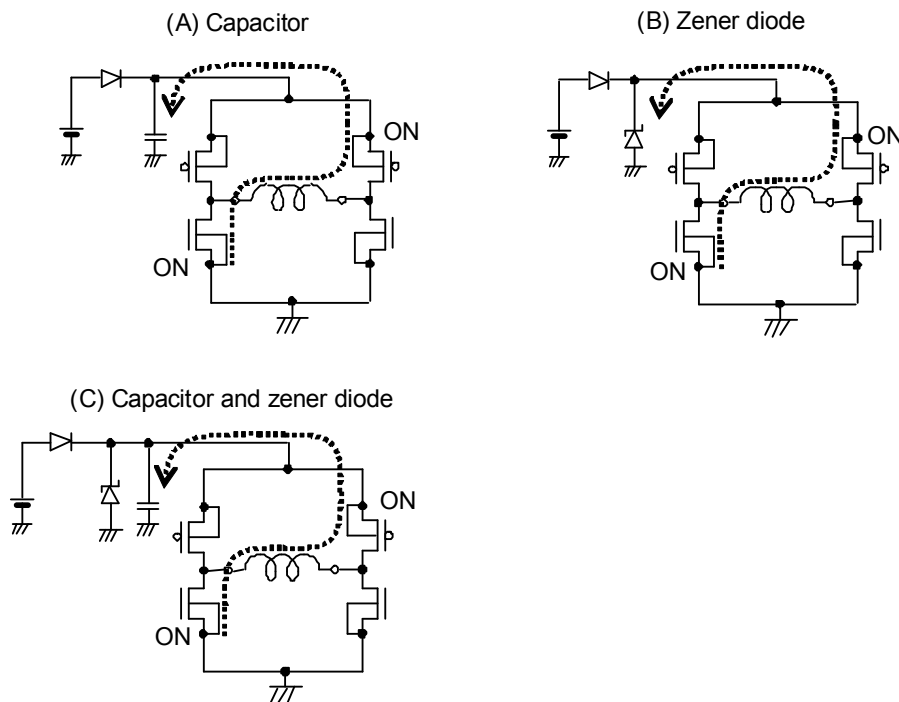 (A) Capacitor
ON
ON
(B) Zener diode
ON
ON
(C) Capacitor and zener diode
ON
ON